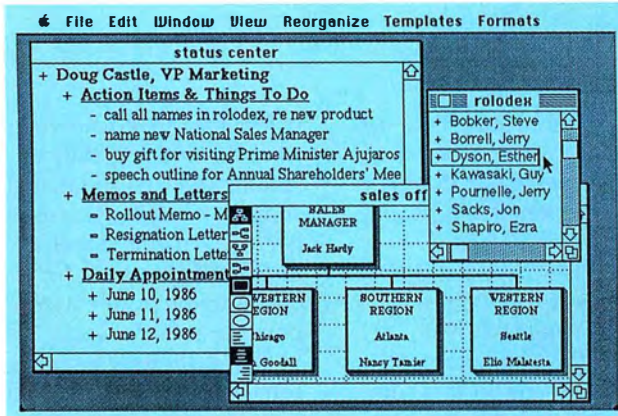 File Edit Window View Reorganize Templates Formats
status center
+ Doug Castle, VP Marketing
+ Action Items & Things To Do
- call all names in rolodex, re new product
- name new National Sales Manager
- buy gift for visiting Prime Minister Ajujaros
- speech outline for Annual Shareholders' Mee
+ Memos and Letters
Rollout Memo - M
Resignation Lette
Termination Lette
+ Daily Appointment
+ June 10, 1986
+ June 11, 1986
+ June 12, 1986
rolodex
+ Bobker, Steve
+ Borrell, Jerry
+ Dyson, Esther
+ Kawasaki, Guy
+ Pournelle, Jerry
+ Sacks, Jon
+ Shapiro, Ezra
sales off
SALES
MANAGER
Jack Hardy
WESTERN
EGION
hicago
Goodall
SOUTHERN
REGION
Atlanta
Nancy Tamier
WESTERN
REGION
Seattle
Elio Malatesta